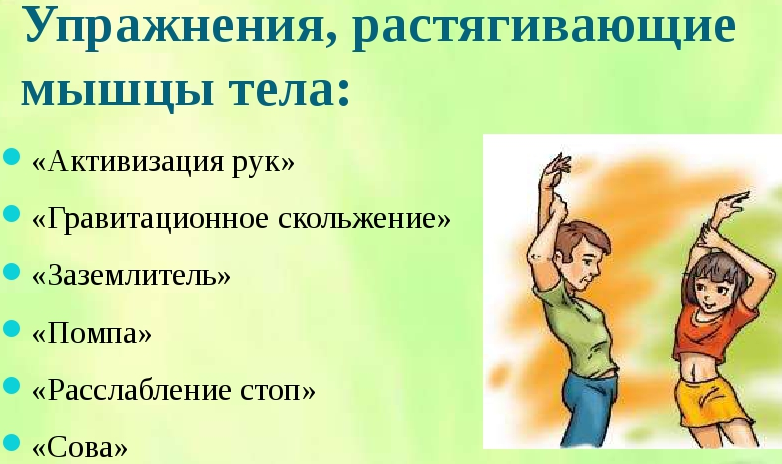 Упражнения, растягивающие
мышцы тела:
«Активизация рук»
«Гравитационное скольжение»
«Заземлитель»
«Помпа»
«Расслабление стоп»
«Сова»